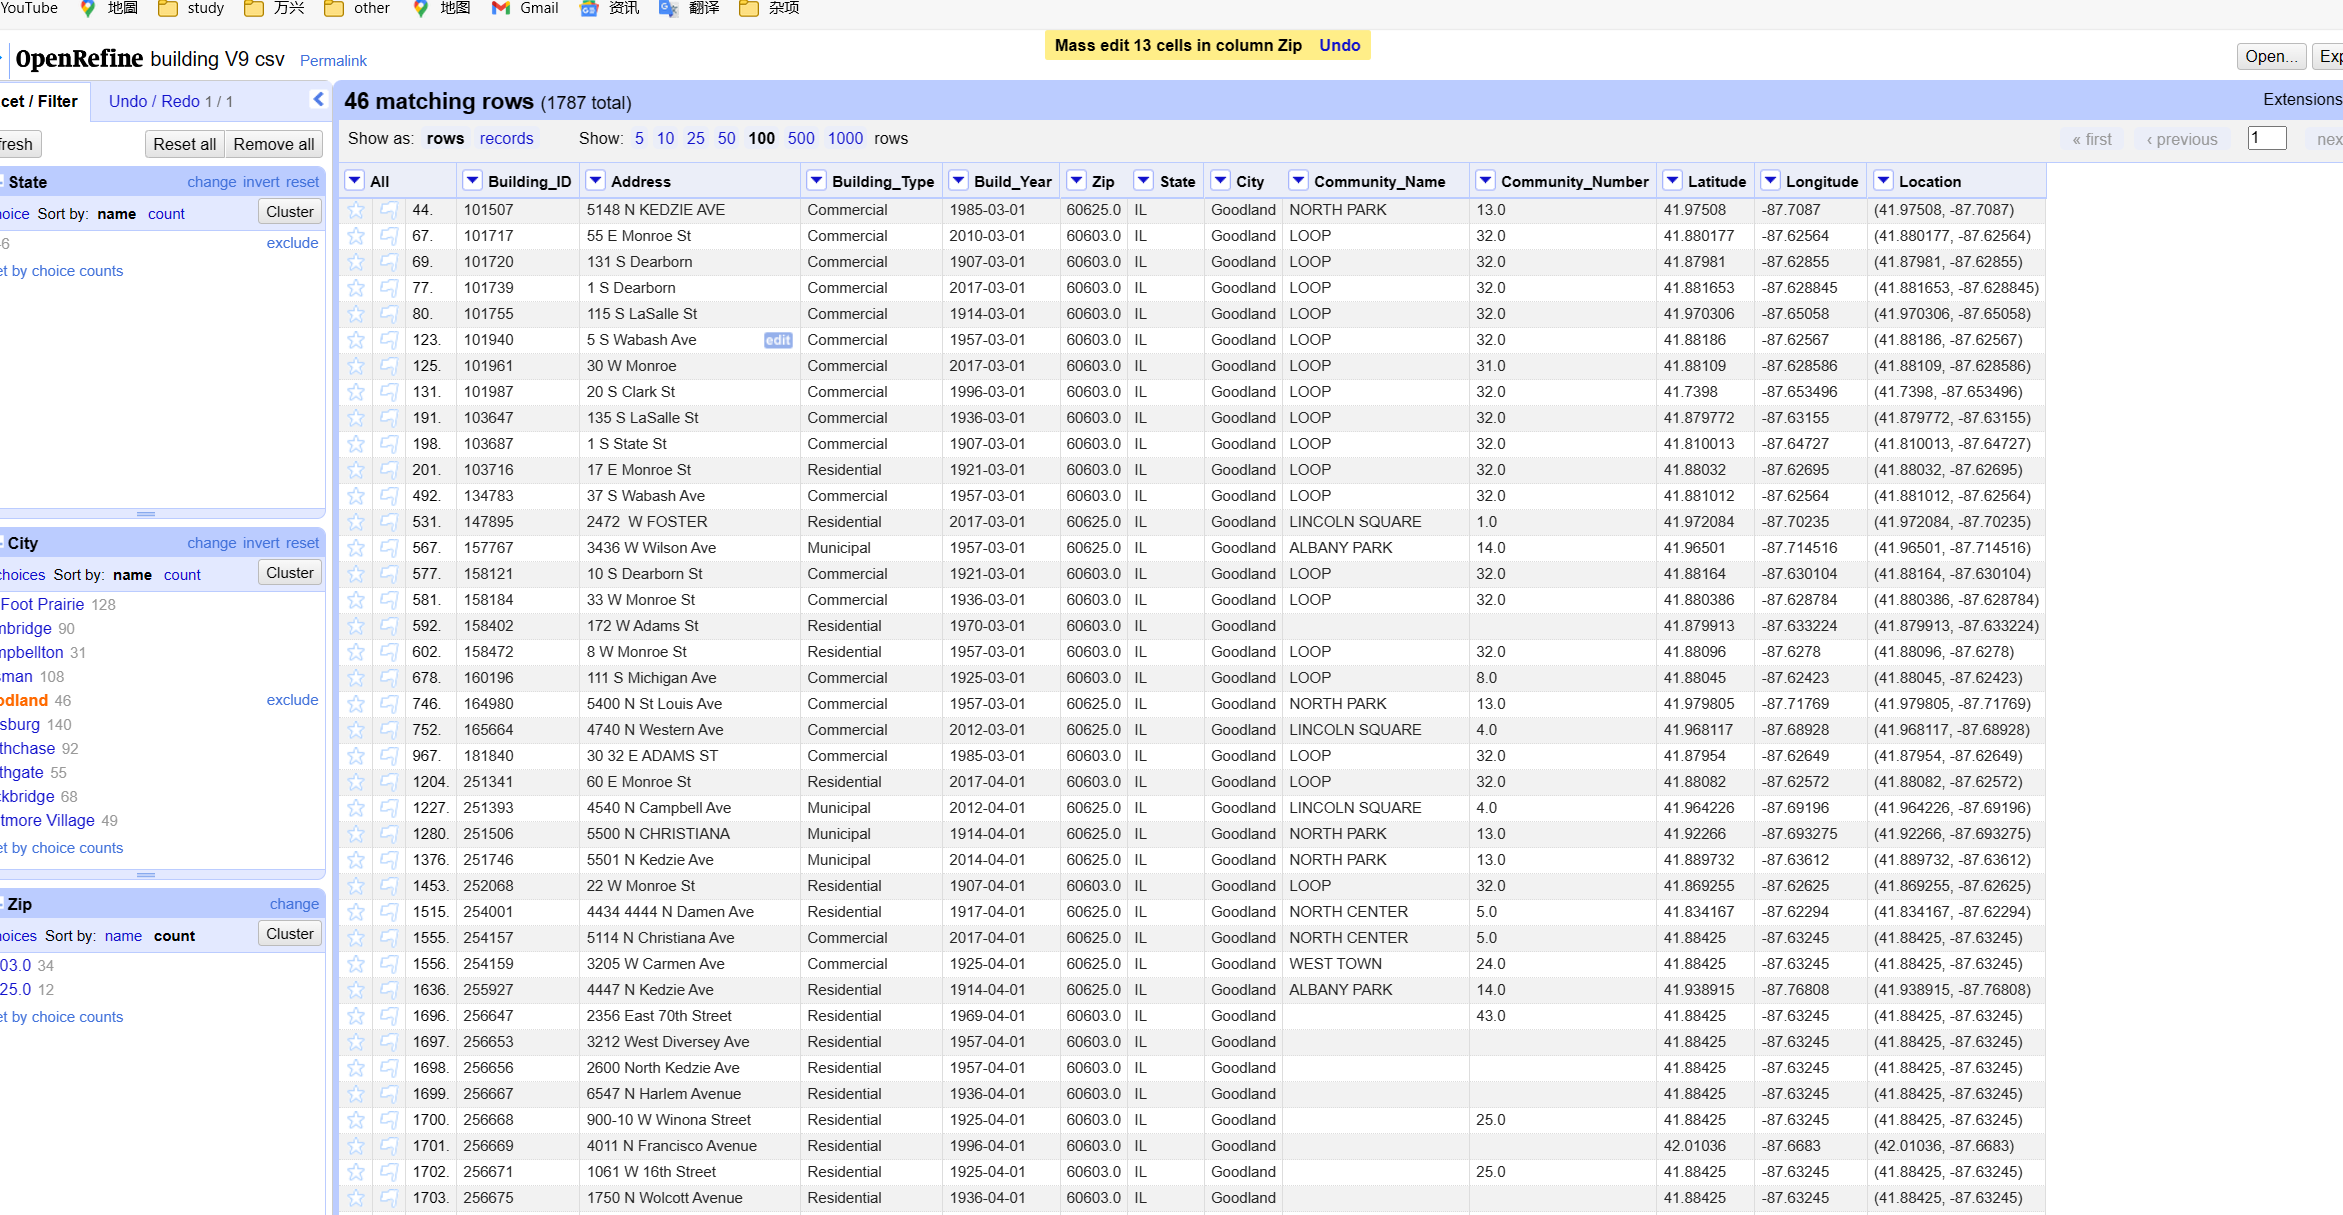 YouTube 地圖 study 万兴 other 地图 Gmail 资讯 翻译 杂项
Mass edit 13 cells in column Zip Undo
OpenRefine building V9 csv Permalink Open... Exp
cet / Filter Undo / Redo 1 / 1 46 matching rows (1787 total) Extensions
resh Reset all Remove all Show as: rows records Show: 5 10 25 50 100 500 1000 rows « first ‹ previous 1 nex
State change invert reset
oice Sort by: name count Cluster
6 exclude
et by choice counts
City change invert reset
hoices Sort by: name count Cluster
Foot Prairie 128
nbridge 90
mpbellton 31
sman 108
odland 46 exclude
sburg 140
thchase 92
thgate 55
ckbridge 68
tmore Village 49
et by choice counts
Zip change
oices Sort by: name count Cluster
03.0 34
25.0 12
et by choice counts
All Building_ID Address Building_Type Build_Year Zip State City Community_Name Community_Number Latitude Longitude Location
44. 101507 5148 N KEDZIE AVE Commercial 1985-03-01 60625.0 IL Goodland NORTH PARK 13.0 41.97508 -87.7087 (41.97508, -87.7087)
67. 101717 55 E Monroe St Commercial 2010-03-01 60603.0 IL Goodland LOOP 32.0 41.880177 -87.62564 (41.880177, -87.62564)
69. 101720 131 S Dearborn Commercial 1907-03-01 60603.0 IL Goodland LOOP 32.0 41.87981 -87.62855 (41.87981, -87.62855)
77. 101739 1 S Dearborn Commercial 2017-03-01 60603.0 IL Goodland LOOP 32.0 41.881653 -87.628845 (41.881653, -87.628845)
80. 101755 115 S LaSalle St Commercial 1914-03-01 60603.0 IL Goodland LOOP 32.0 41.970306 -87.65058 (41.970306, -87.65058)
123. 101940 5 S Wabash Ave edit Commercial 1957-03-01 60603.0 IL Goodland LOOP 32.0 41.88186 -87.62567 (41.88186, -87.62567)
125. 101961 30 W Monroe Commercial 2017-03-01 60603.0 IL Goodland LOOP 31.0 41.88109 -87.628586 (41.88109, -87.628586)
131. 101987 20 S Clark St Commercial 1996-03-01 60603.0 IL Goodland LOOP 32.0 41.7398 -87.653496 (41.7398, -87.653496)
191. 103647 135 S LaSalle St Commercial 1936-03-01 60603.0 IL Goodland LOOP 32.0 41.879772 -87.63155 (41.879772, -87.63155)
198. 103687 1 S State St Commercial 1907-03-01 60603.0 IL Goodland LOOP 32.0 41.810013 -87.64727 (41.810013, -87.64727)
201. 103716 17 E Monroe St Residential 1921-03-01 60603.0 IL Goodland LOOP 32.0 41.88032 -87.62695 (41.88032, -87.62695)
492. 134783 37 S Wabash Ave Commercial 1957-03-01 60603.0 IL Goodland LOOP 32.0 41.881012 -87.62564 (41.881012, -87.62564)
531. 147895 2472 W FOSTER Residential 2017-03-01 60625.0 IL Goodland LINCOLN SQUARE 1.0 41.972084 -87.70235 (41.972084, -87.70235)
567. 157767 3436 W Wilson Ave Municipal 1957-03-01 60625.0 IL Goodland ALBANY PARK 14.0 41.96501 -87.714516 (41.96501, -87.714516)
577. 158121 10 S Dearborn St Commercial 1921-03-01 60603.0 IL Goodland LOOP 32.0 41.88164 -87.630104 (41.88164, -87.630104)
581. 158184 33 W Monroe St Commercial 1936-03-01 60603.0 IL Goodland LOOP 32.0 41.880386 -87.628784 (41.880386, -87.628784)
592. 158402 172 W Adams St Residential 1970-03-01 60603.0 IL Goodland 41.879913 -87.633224 (41.879913, -87.633224)
602. 158472 8 W Monroe St Residential 1957-03-01 60603.0 IL Goodland LOOP 32.0 41.88096 -87.6278 (41.88096, -87.6278)
678. 160196 111 S Michigan Ave Commercial 1925-03-01 60603.0 IL Goodland LOOP 8.0 41.88045 -87.62423 (41.88045, -87.62423)
746. 164980 5400 N St Louis Ave Commercial 1957-03-01 60625.0 IL Goodland NORTH PARK 13.0 41.979805 -87.71769 (41.979805, -87.71769)
752. 165664 4740 N Western Ave Commercial 2012-03-01 60625.0 IL Goodland LINCOLN SQUARE 4.0 41.968117 -87.68928 (41.968117, -87.68928)
967. 181840 30 32 E ADAMS ST Commercial 1985-03-01 60603.0 IL Goodland LOOP 32.0 41.87954 -87.62649 (41.87954, -87.62649)
1204. 251341 60 E Monroe St Residential 2017-04-01 60603.0 IL Goodland LOOP 32.0 41.88082 -87.62572 (41.88082, -87.62572)
1227. 251393 4540 N Campbell Ave Municipal 2012-04-01 60625.0 IL Goodland LINCOLN SQUARE 4.0 41.964226 -87.69196 (41.964226, -87.69196)
1280. 251506 5500 N CHRISTIANA Municipal 1914-04-01 60625.0 IL Goodland NORTH PARK 13.0 41.92266 -87.693275 (41.92266, -87.693275)
1376. 251746 5501 N Kedzie Ave Municipal 2014-04-01 60625.0 IL Goodland NORTH PARK 13.0 41.889732 -87.63612 (41.889732, -87.63612)
1453. 252068 22 W Monroe St Residential 1907-04-01 60603.0 IL Goodland LOOP 32.0 41.869255 -87.62625 (41.869255, -87.62625)
1515. 254001 4434 4444 N Damen Ave Residential 1917-04-01 60625.0 IL Goodland NORTH CENTER 5.0 41.834167 -87.62294 (41.834167, -87.62294)
1555. 254157 5114 N Christiana Ave Commercial 2017-04-01 60625.0 IL Goodland NORTH CENTER 5.0 41.88425 -87.63245 (41.88425, -87.63245)
1556. 254159 3205 W Carmen Ave Commercial 1925-04-01 60625.0 IL Goodland WEST TOWN 24.0 41.88425 -87.63245 (41.88425, -87.63245)
1636. 255927 4447 N Kedzie Ave Residential 1914-04-01 60625.0 IL Goodland ALBANY PARK 14.0 41.938915 -87.76808 (41.938915, -87.76808)
1696. 256647 2356 East 70th Street Residential 1969-04-01 60603.0 IL Goodland 43.0 41.88425 -87.63245 (41.88425, -87.63245)
1697. 256653 3212 West Diversey Ave Residential 1957-04-01 60603.0 IL Goodland 41.88425 -87.63245 (41.88425, -87.63245)
1698. 256656 2600 North Kedzie Ave Residential 1957-04-01 60603.0 IL Goodland 41.88425 -87.63245 (41.88425, -87.63245)
1699. 256667 6547 N Harlem Avenue Residential 1936-04-01 60603.0 IL Goodland 41.88425 -87.63245 (41.88425, -87.63245)
1700. 256668 900-10 W Winona Street Residential 1925-04-01 60603.0 IL Goodland 25.0 41.88425 -87.63245 (41.88425, -87.63245)
1701. 256669 4011 N Francisco Avenue Residential 1996-04-01 60603.0 IL Goodland 42.01036 -87.6683 (42.01036, -87.6683)
1702. 256671 1061 W 16th Street Residential 1925-04-01 60603.0 IL Goodland 25.0 41.88425 -87.63245 (41.88425, -87.63245)
1703. 256675 1750 N Wolcott Avenue Residential 1936-04-01 60603.0 IL Goodland 41.88425 -87.63245 (41.88425, -87.63245)